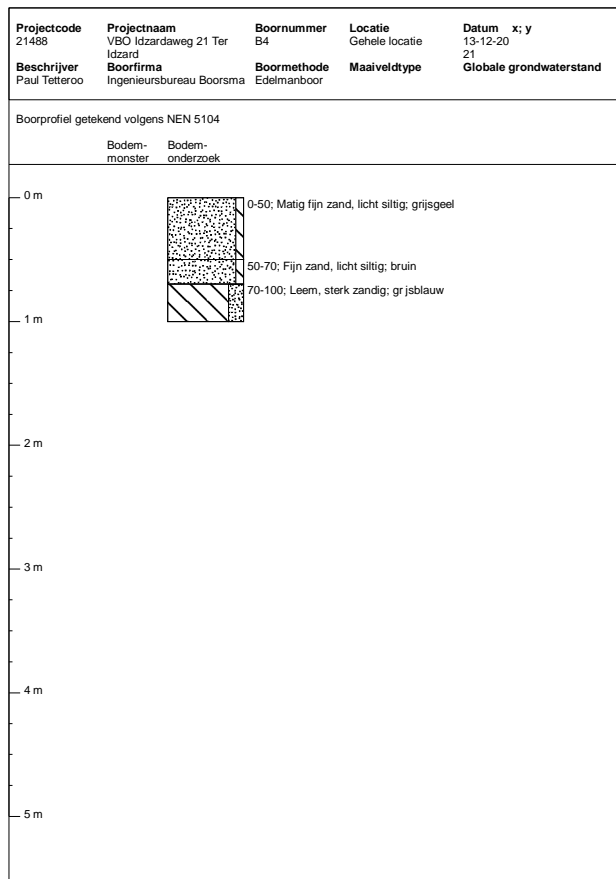 Projectcode Projectnaam Boornummer Locatie Datum x; y
21488 VBO Idzardaweg 21 Ter B4 Gehele locatie 13-12-20
Idzard 21
Beschrijver Boorfirma Boormethode Maaiveldtype Globale grondwaterstand
Paul Tetteroo Ingenieursbureau Boorsma Edelmanboor
Boorprofiel getekend volgens NEN 5104
Bodem- Bodem-
monster onderzoek
0 m
0-50; Matig fijn zand, licht siltig; grijsgeel
50-70; Fijn zand, licht siltig; bruin
70-100; Leem, sterk zandig; gr jsblauw
1 m
2 m
3 m
4 m
5 m